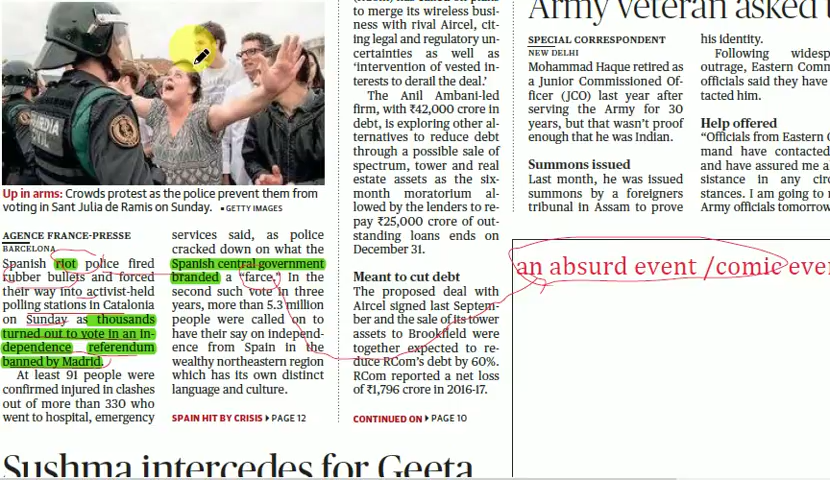 Up in arms: Crowds protest as the police prevent them from
voting in Sant Julia de Ramis on Sunday. • GETTY IMAGES
AGENCE FRANCE-PRESSE
BARCELONA
Spanish riot police fired
rubber bullets and forced
their way into activist-held
polling stations in Catalonia
on Sunday as thousands
turned out to vote in an in-
dependence referendum
banned by Madrid.
At least 91 people were
confirmed injured in clashes
out of more than 330 who
went to hospital, emergency
services said, as police
cracked down on what the
Spanish central government
branded a “farce.” In the
second such vote in three
years, more than 5.3 million
people were called on to
have their say on independ-
ence from Spain in the
wealthy northeastern region
which has its own distinct
language and culture.
SPAIN HIT BY CRISIS PAGE 12
to merge its wireless busi-
ness with rival Aircel, cit-
ing legal and regulatory un-
certainties as well as
‘intervention of vested in-
terests to derail the deal.’
The Anil Ambani-led
firm, with ₹42,000 crore in
debt, is exploring other al-
ternatives to reduce debt
through a possible sale of
spectrum, tower and real
estate assets as the six-
month moratorium al-
lowed by the lenders to re-
pay ₹25,000 crore of out-
standing loans ends on
December 31.
Meant to cut debt
The proposed deal with
Aircel signed last Septem-
ber and the sale of its tower
assets to Brookfield were
together expected to re-
duce RCom’s debt by 60%.
RCom reported a net loss
of ₹1,796 crore in 2016-17.
CONTINUED ON PAGE 10
Army veteran asked t
SPECIAL CORRESPONDENT
NEW DELHI
Mohammad Haque retired as
a Junior Commissioned Of-
ficer (JCO) last year after
serving the Army for 30
years, but that wasn’t proof
enough that he was Indian.
Summons issued
Last month, he was issued
summons by a foreigners
tribunal in Assam to prove
his identity.
Following widesp
outrage, Eastern Comm
officials said they have
tacted him.
Help offered
“Officials from Eastern C
mand have contacted
and have assured me a
sistance in any circ
stances. I am going to
Army officials tomorrow
an absurd event /comic ever
Sushma intercedes for Geeta